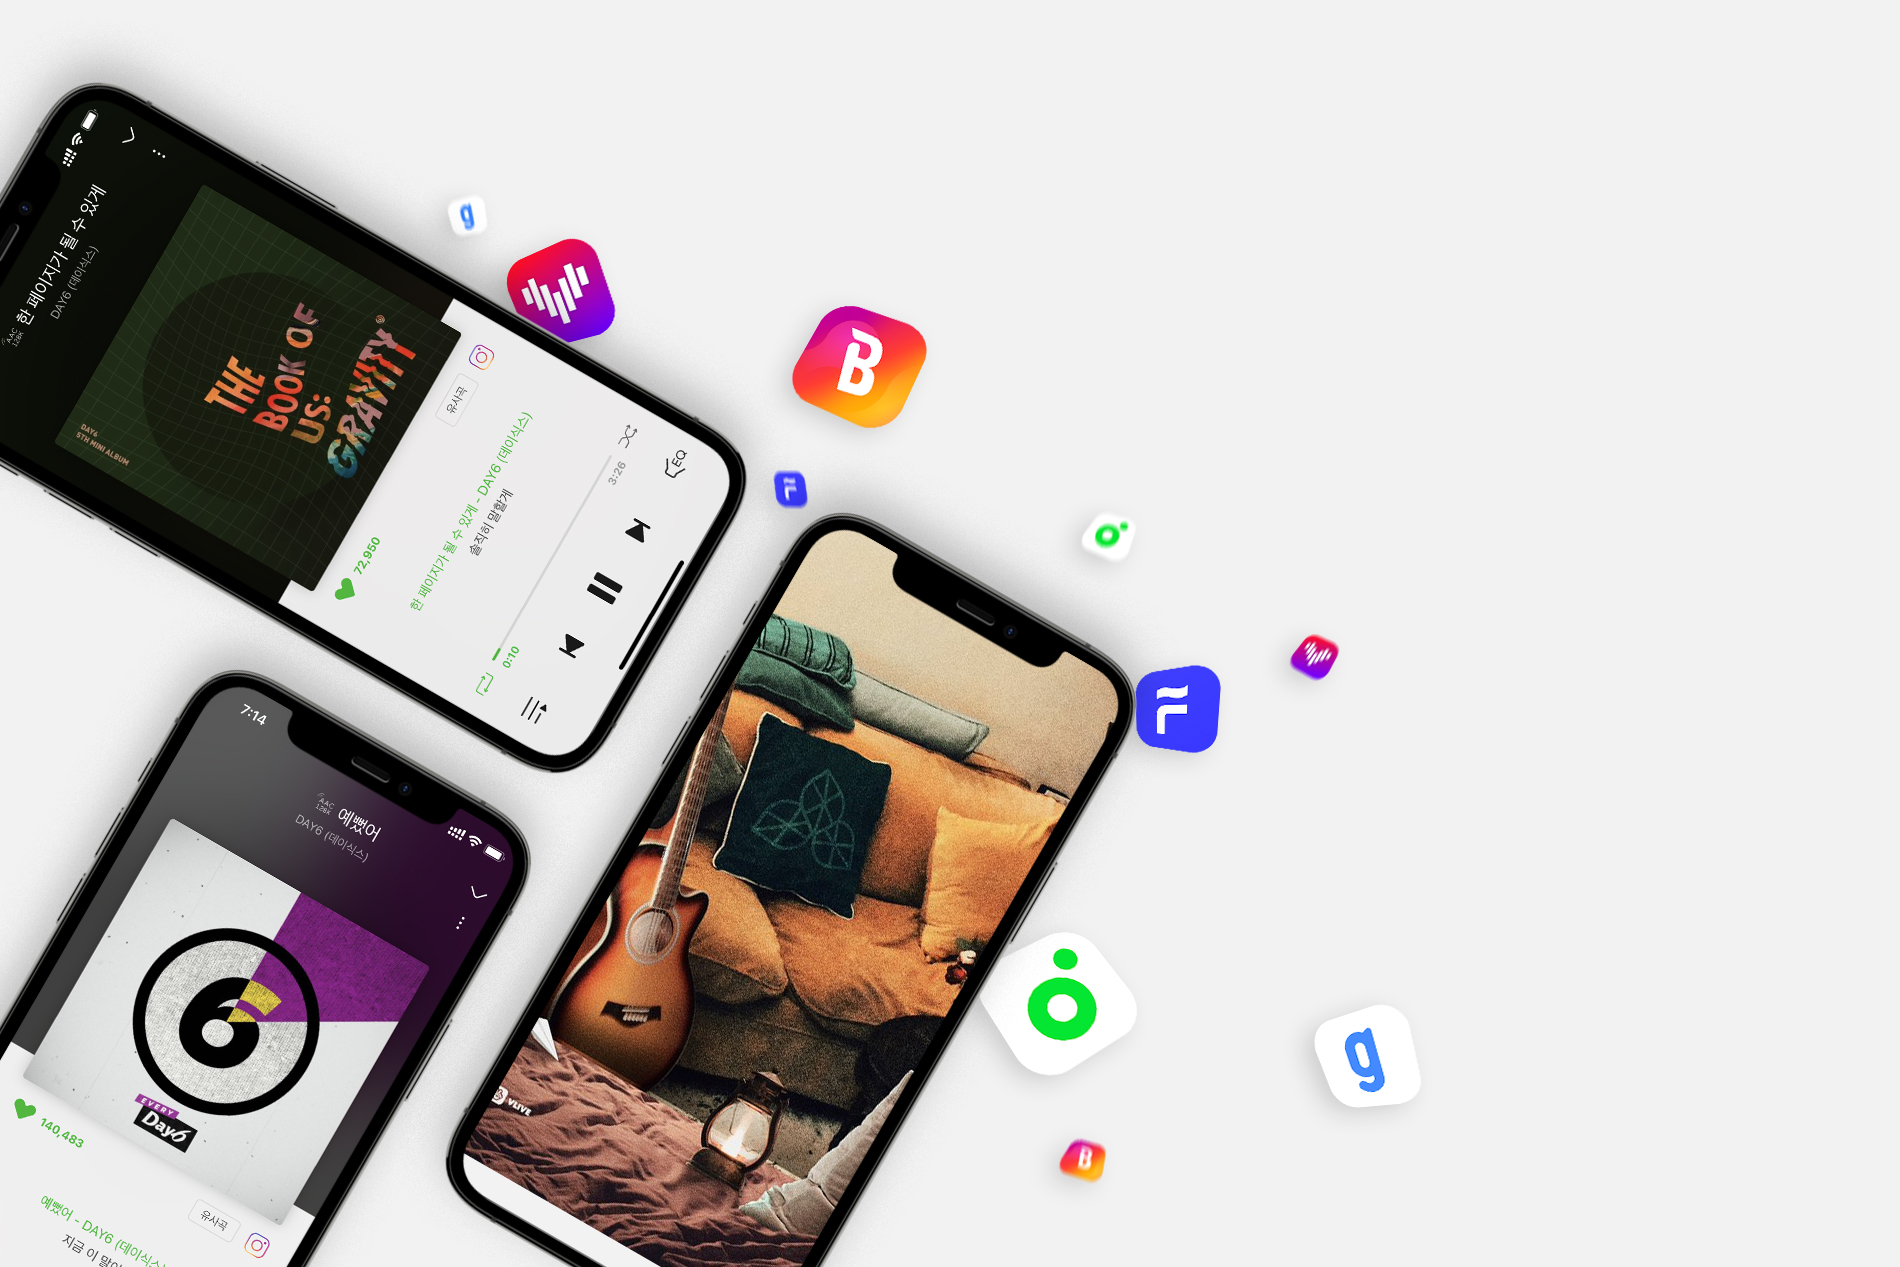 한 페이지가 될 수 있게
DAY6 (데이식스)
AAC
128K
THE
BOOK OF
US:
GRAVITY
DAY6
5TH MINI ALBUM
유사곡
72,950
한 페이지가 될 수 있게 - DAY6 (데이식스)
솔직히 말할게
3:26
0:10
EQ
7:14
AAC
128K
예뻤어
DAY6 (데이식스)
6
EVERY
Day6
140,483
유사곡
예뻤어 - DAY6 (데이식스)
지금 이 말이
VLIVE
g
B
F
F
g
B